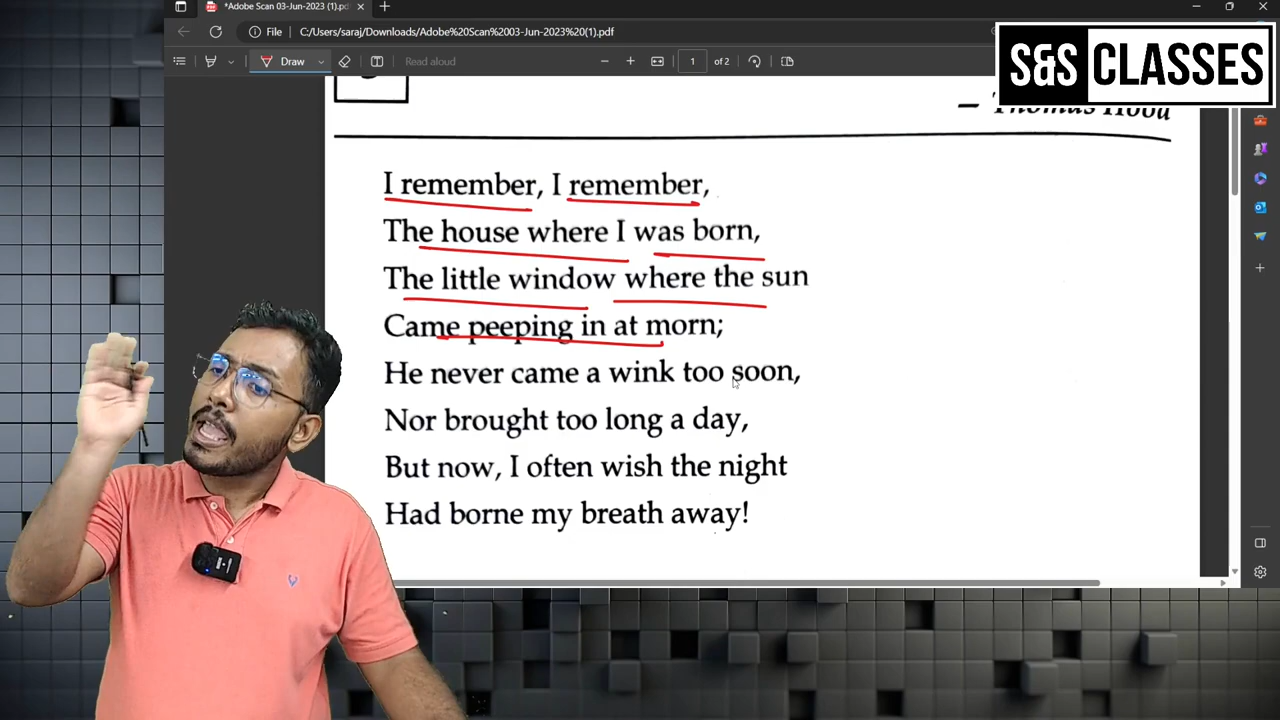 *Adobe Scan 03-Jun-2023 (1).pd
File
C:/Users/saraj/Downloads/Adobe%20Scan%2003-Jun-2023%20(1).pdf
Draw
Read aloud
1 of 2
S&S CLASSES
— Thomas Hood
I remember, I remember,
The house where I was born,
The little window where the sun
Came peeping in at morn;
He never came a wink too soon,
Nor brought too long a day,
But now, I often wish the night
Had borne my breath away!